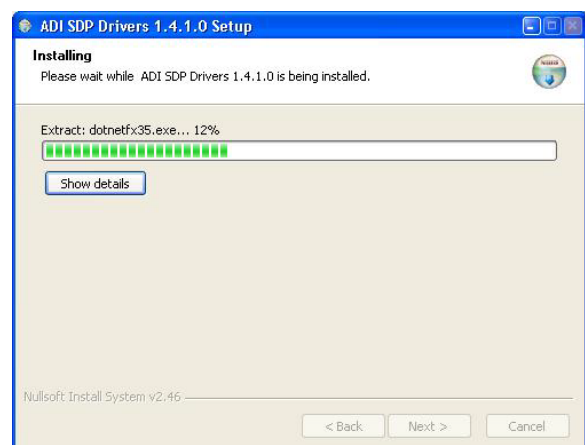 ADI SDP Drivers 1.4.1.0 Setup
Installing
Please wait while ADI SDP Drivers 1.4.1.0 is being installed.
Extract: dotnetfx35.exe... 12%
Show details
Nullsoft Install System v2.46
< Back Next > Cancel